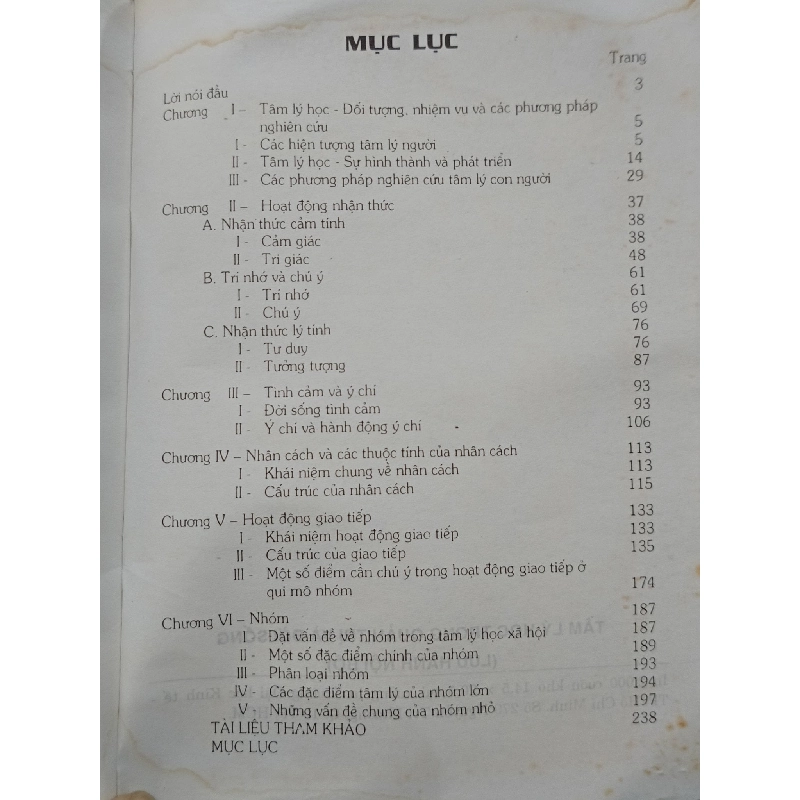 MỤC LỤC
Trang
Lời nói đầu 3
Chương I – Tâm lý học - Đối tượng, nhiệm vụ và các phương pháp
nghiên cứu 5
I - Các hiện tượng tâm lý người 5
II - Tâm lý học - Sự hình thành và phát triển 14
III - Các phương pháp nghiên cứu tâm lý con người 29
Chương II – Hoạt động nhận thức 37
A. Nhận thức cảm tính 38
I - Cảm giác 38
II - Tri giác 48
B. Trí nhớ và chú ý 61
I - Trí nhớ 61
II - Chú ý 69
C. Nhận thức lý tính 76
I - Tư duy 76
II - Tưởng tượng 87
Chương III – Tình cảm và ý chí 93
I - Đời sống tình cảm 93
II - Ý chí và hành động ý chí 106
Chương IV – Nhân cách và các thuộc tính của nhân cách 113
I - Khái niệm chung về nhân cách 113
II - Cấu trúc của nhân cách 115
Chương V – Hoạt động giao tiếp 133
I - Khái niệm hoạt động giao tiếp 133
II - Cấu trúc của giao tiếp 135
III - Một số điểm cần chú ý trong hoạt động giao tiếp ở
qui mô nhóm 174
Chương VI – Nhóm 187
I - Đặt vấn đề về nhóm trong tâm lý học xã hội 187
II - Một số đặc điểm chính của nhóm 189
III - Phân loại nhóm 193
IV - Các đặc điểm tâm lý của nhóm lớn 194
V - Những vấn đề chung của nhóm nhỏ 197
TÀI LIỆU THAM KHẢO 238
MỤC LỤC